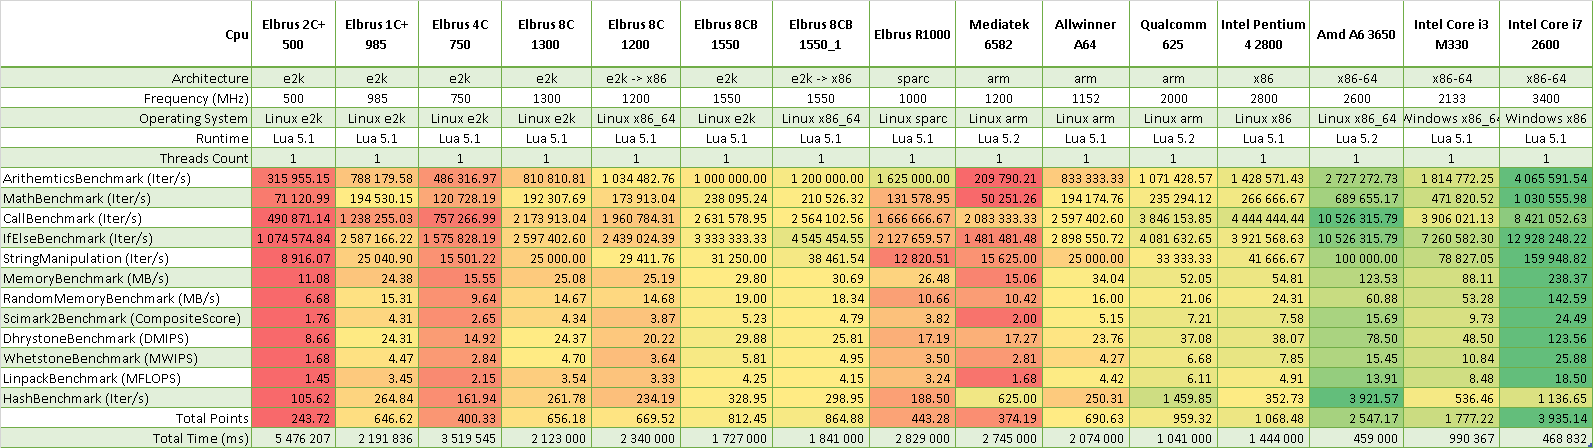 Cpu Elbrus 2C+ 500 Elbrus 1C+ 985 Elbrus 4C 750 Elbrus 8C 1300 Elbrus 8C 1200 Elbrus 8CB 1550 Elbrus 8CB 1550_1 Elbrus R1000 Mediatek 6582 Allwinner A64 Qualcomm 625 Intel Pentium 4 2800 Amd A6 3650 Intel Core i3 M330 Intel Core i7 2600
Architecture e2k e2k e2k e2k e2k -> x86 e2k e2k -> x86 sparc arm arm arm x86 x86-64 x86-64 x86-64
Frequency (MHz) 500 985 750 1300 1200 1550 1550 1000 1200 1152 2000 2800 2600 2133 3400
Operating System Linux e2k Linux e2k Linux e2k Linux e2k Linux x86_64 Linux e2k Linux x86_64 Linux sparc Linux arm Linux arm Linux arm Linux x86 Linux x86_64 Windows x86_64 Windows x86
Runtime Lua 5.1 Lua 5.1 Lua 5.1 Lua 5.1 Lua 5.1 Lua 5.1 Lua 5.1 Lua 5.1 Lua 5.2 Lua 5.1 Lua 5.2 Lua 5.1 Lua 5.2 Lua 5.1 Lua 5.1
Threads Count 1 1 1 1 1 1 1 1 1 1 1 1 1 1 1
ArithemticsBenchmark (Iter/s) 315 955.15 788 179.58 486 316.97 810 810.81 1 034 482.76 1 000 000.00 1 200 000.00 1 625 000.00 209 790.21 833 333.33 1 071 428.57 1 428 571.43 2 727 272.73 1 814 772.25 4 065 591.54
MathBenchmark (Iter/s) 71 120.99 194 530.15 120 728.19 192 307.69 173 913.04 238 095.24 210 526.32 131 578.95 50 251.26 194 174.76 235 294.12 266 666.67 689 655.17 471 820.52 1 030 555.98
CallBenchmark (Iter/s) 490 871.14 1 238 255.03 757 266.99 2 173 913.04 1 960 784.31 2 631 578.95 2 564 102.56 1 666 666.67 2 083 333.33 2 597 402.60 3 846 153.85 4 444 444.44 10 526 315.79 3 906 021.13 8 421 052.63
IfElseBenchmark (Iter/s) 1 074 574.84 2 587 166.22 1 575 828.19 2 597 402.60 2 439 024.39 3 333 333.33 4 545 454.55 2 127 659.57 1 481 481.48 2 898 550.72 4 081 632.65 3 921 568.63 10 526 315.79 7 260 582.30 12 928 248.22
StringManipulation (Iter/s) 8 916.07 25 040.90 15 501.22 25 000.00 29 411.76 31 250.00 38 461.54 12 820.51 15 625.00 25 000.00 33 333.33 41 666.67 100 000.00 78 827.05 159 948.82
MemoryBenchmark (MB/s) 11.08 24.38 15.55 25.08 25.19 29.80 30.69 26.48 15.06 34.04 52.05 54.81 123.53 88.11 238.37
RandomMemoryBenchmark (MB/s) 6.68 15.31 9.64 14.67 14.68 19.00 18.34 10.66 10.42 16.00 21.06 24.31 60.88 53.28 142.59
Scimark2Benchmark (CompositeScore) 1.76 4.31 2.65 4.34 3.87 5.23 4.79 3.82 2.00 5.15 7.21 7.58 15.69 9.73 24.49
DhrystoneBenchmark (DMIPS) 8.66 24.31 14.92 24.37 20.22 29.88 25.81 17.19 17.27 23.76 37.08 38.07 78.50 48.50 123.56
WhetstoneBenchmark (MWIPS) 1.68 4.47 2.84 4.70 3.64 5.81 4.95 3.50 2.81 4.27 6.68 7.85 15.45 10.84 25.88
LinpackBenchmark (MFLOPS) 1.45 3.45 2.15 3.54 3.33 4.25 4.15 3.24 1.68 4.42 6.11 4.91 13.91 8.48 18.50
HashBenchmark (Iter/s) 105.62 264.84 161.94 261.78 234.19 328.95 298.95 188.50 625.00 250.31 1 459.85 352.73 3 921.57 536.46 1 136.65
Total Points 243.72 646.62 400.33 656.18 669.52 812.45 864.88 443.28 374.19 690.63 959.32 1 068.48 2 547.17 1 777.22 3 935.14
Total Time (ms) 5 476 207 2 191 836 3 519 545 2 123 000 2 340 000 1 727 000 1 841 000 2 829 000 2 745 000 2 074 000 1 041 000 1 444 000 459 000 990 367 468 832